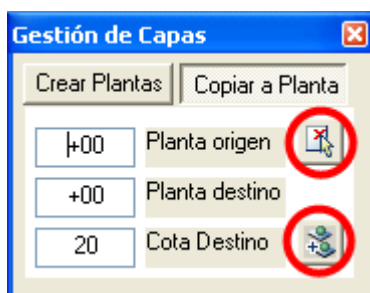 Gestión de Capas
Crear Plantas Copiar a Planta
+00 Planta origen
+00 Planta destino
20 Cota Destino